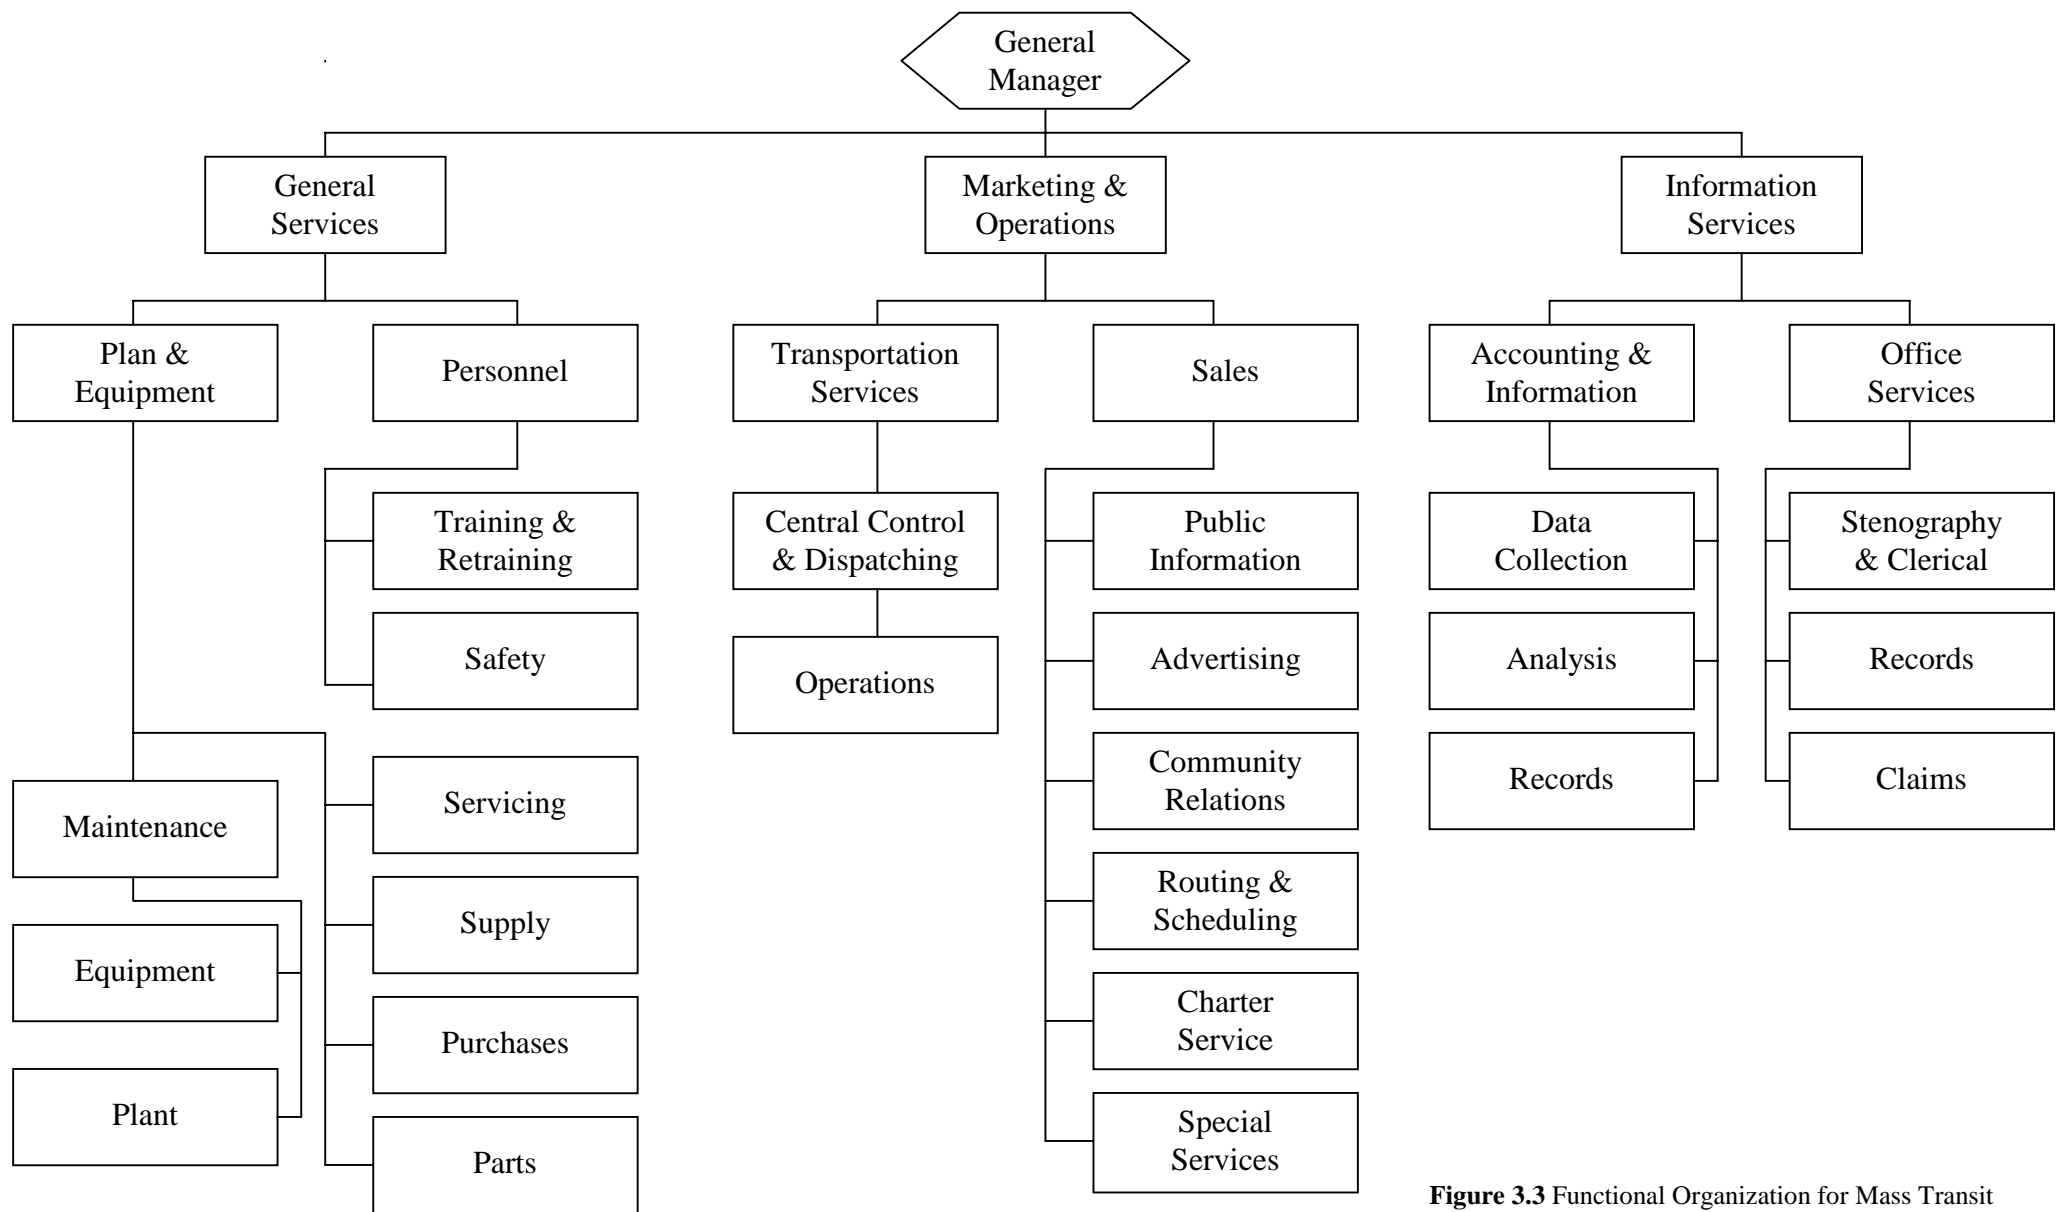 General
Manager
General
Services
Marketing &
Operations
Information
Services
Plan &
Equipment
Personnel
Transportation
Services
Sales
Accounting &
Information
Office
Services
Training &
Retraining
Central Control
& Dispatching
Public
Information
Data
Collection
Stenography
& Clerical
Safety
Operations
Advertising
Analysis
Records
Maintenance
Servicing
Community
Relations
Records
Claims
Supply
Routing &
Scheduling
Equipment
Purchases
Charter
Service
Plant
Parts
Special
Services
Figure 3.3 Functional Organization for Mass Transit